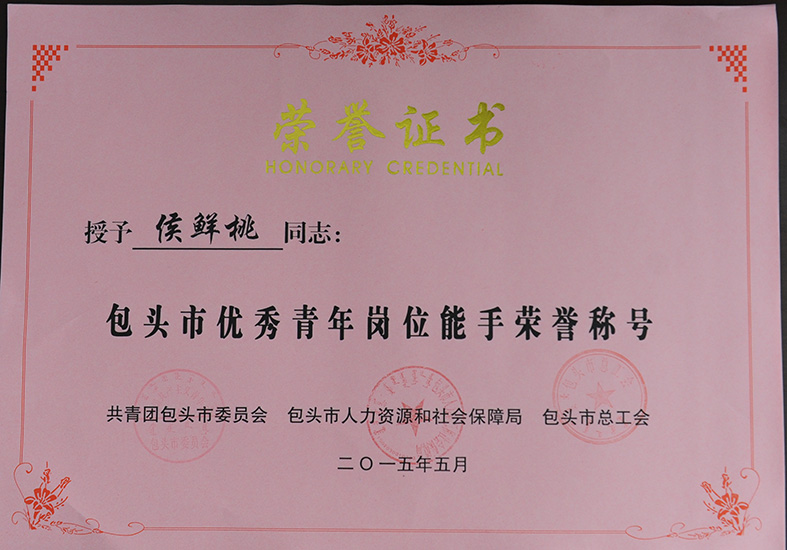 荣誉证书
HONORARY CREDENTIAL
授予 侯鲜桃 同志：
包头市优秀青年岗位能手荣誉称号
共青团包头市委员会 包头市人力资源和社会保障局 包头市总工会
二〇一五年五月